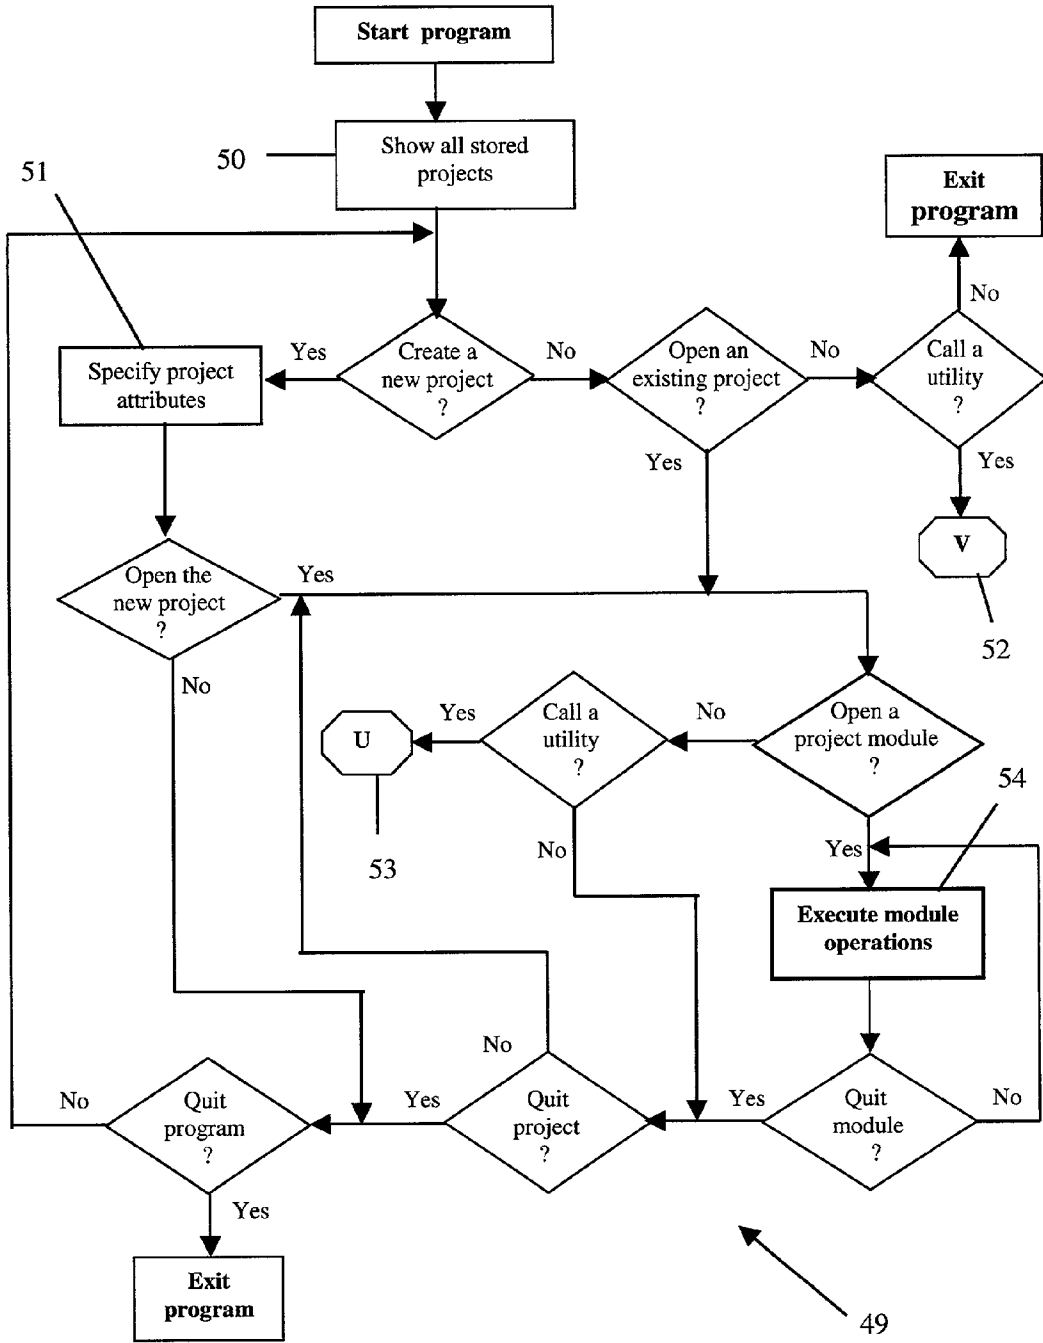 Start program
50
Show all stored
projects
51
Exit
program
No
Yes
Create a
new project
?
No
Open an
existing project
?
No
Call a
utility
?
Specify project
attributes
Yes
Yes
V
52
Open the
new project
?
Yes
No
U
53
Yes
Call a
utility
?
No
Open a
project module
?
54
No
Yes
Execute module
operations
No
No
Quit
program
?
Yes
Quit
project
?
Yes
Quit
module
?
No
Yes
Exit
program
49